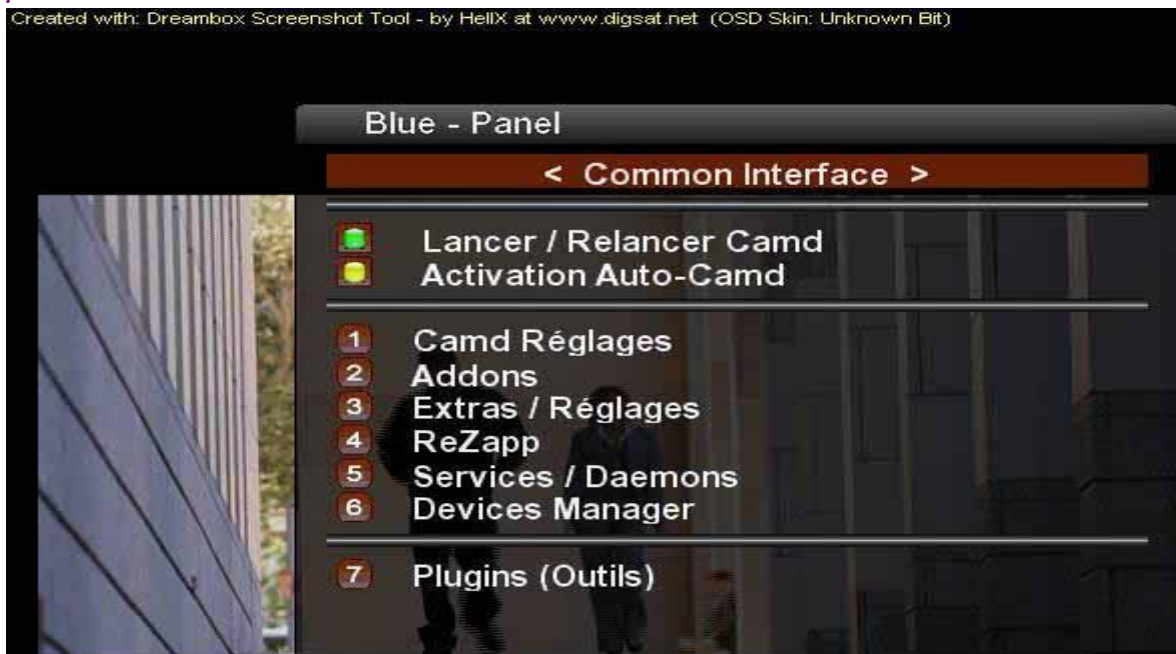 Created with: Dreambox Screenshot Tool - by HellX at www.digsat.net (OSD Skin: Unknown Bit)
Blue - Panel
< Common Interface >
Lancer / Relancer Camd
Activation Auto-Camd
1 Camd Réglages
2 Addons
3 Extras / Réglages
4 ReZapp
5 Services / Daemons
6 Devices Manager
7 Plugins (Outils)